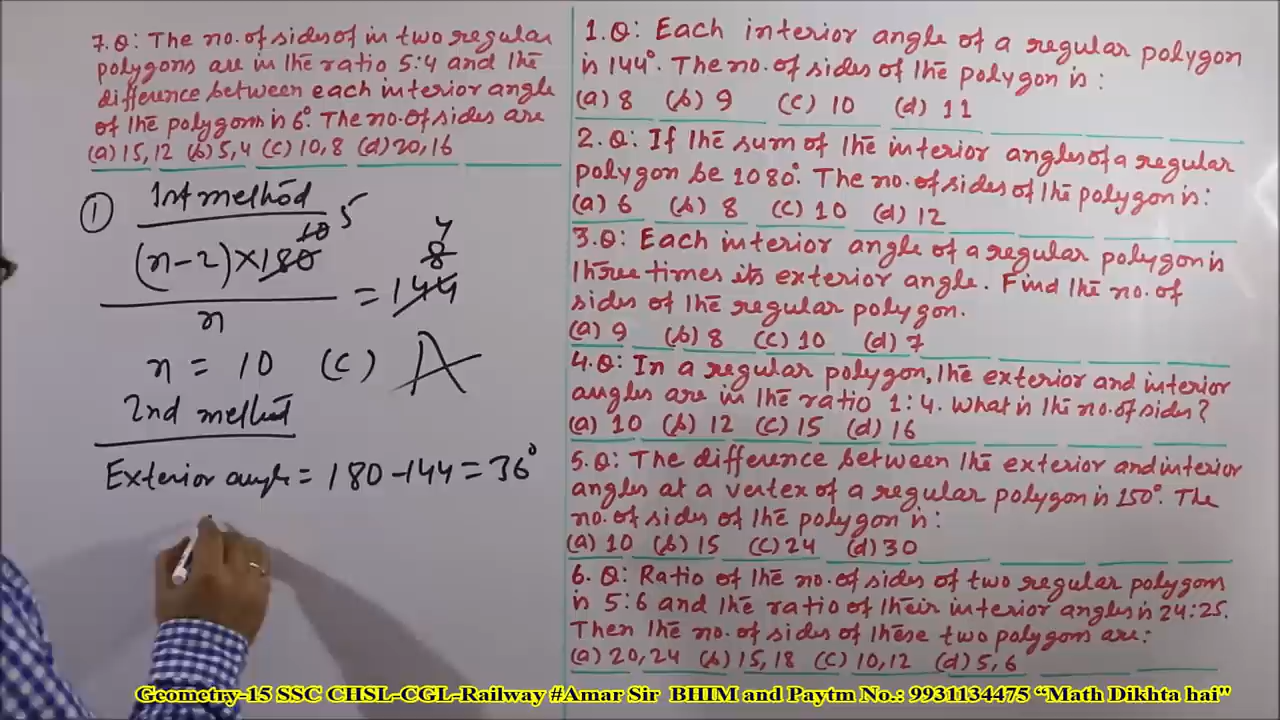 7.Q: The no. of sides of in two regular
polygons are in the ratio 5:4 and the
difference between each interior angle
of the polygons is 6°. The no. of sides are
(a) 15, 12 (b) 5, 4 (c) 10, 8 (d) 20, 16
① 1st method
(n-2)×180 10 5
n
= 144 8 4
n = 10 (c) A
2nd method
Exterior angle = 180-144 = 36°
1.Q: Each interior angle of a regular polygon
is 144°. The no. of sides of the polygon is:
(a) 8 (b) 9 (c) 10 (d) 11
2.Q: If the sum of the interior angles of a regular
polygon be 1080°. The no. of sides of the polygon is:
(a) 6 (b) 8 (c) 10 (d) 12
3.Q: Each interior angle of a regular polygon is
three times its exterior angle. Find the no. of
sides of the regular polygon.
(a) 9 (b) 8 (c) 10 (d) 7
4.Q: In a regular polygon, the exterior and interior
angles are in the ratio 1:4. What is the no. of sides?
(a) 10 (b) 12 (c) 15 (d) 16
5.Q: The difference between the exterior and interior
angles at a vertex of a regular polygon is 150°. The
no. of sides of the polygon is:
(a) 10 (b) 15 (c) 24 (d) 30
6. Q: Ratio of the no. of sides of two regular polygons
is 5:6 and the ratio of their interior angles is 24:25.
Then the no. of sides of these two polygons are:
(a) 20, 24 (b) 15, 18 (c) 10, 12 (d) 5, 6
Geometry-15 SSC CHSL-CGL-Railway #Amar Sir BHIM and Paytm No.: 9931134475 “Math Dikhta hai"